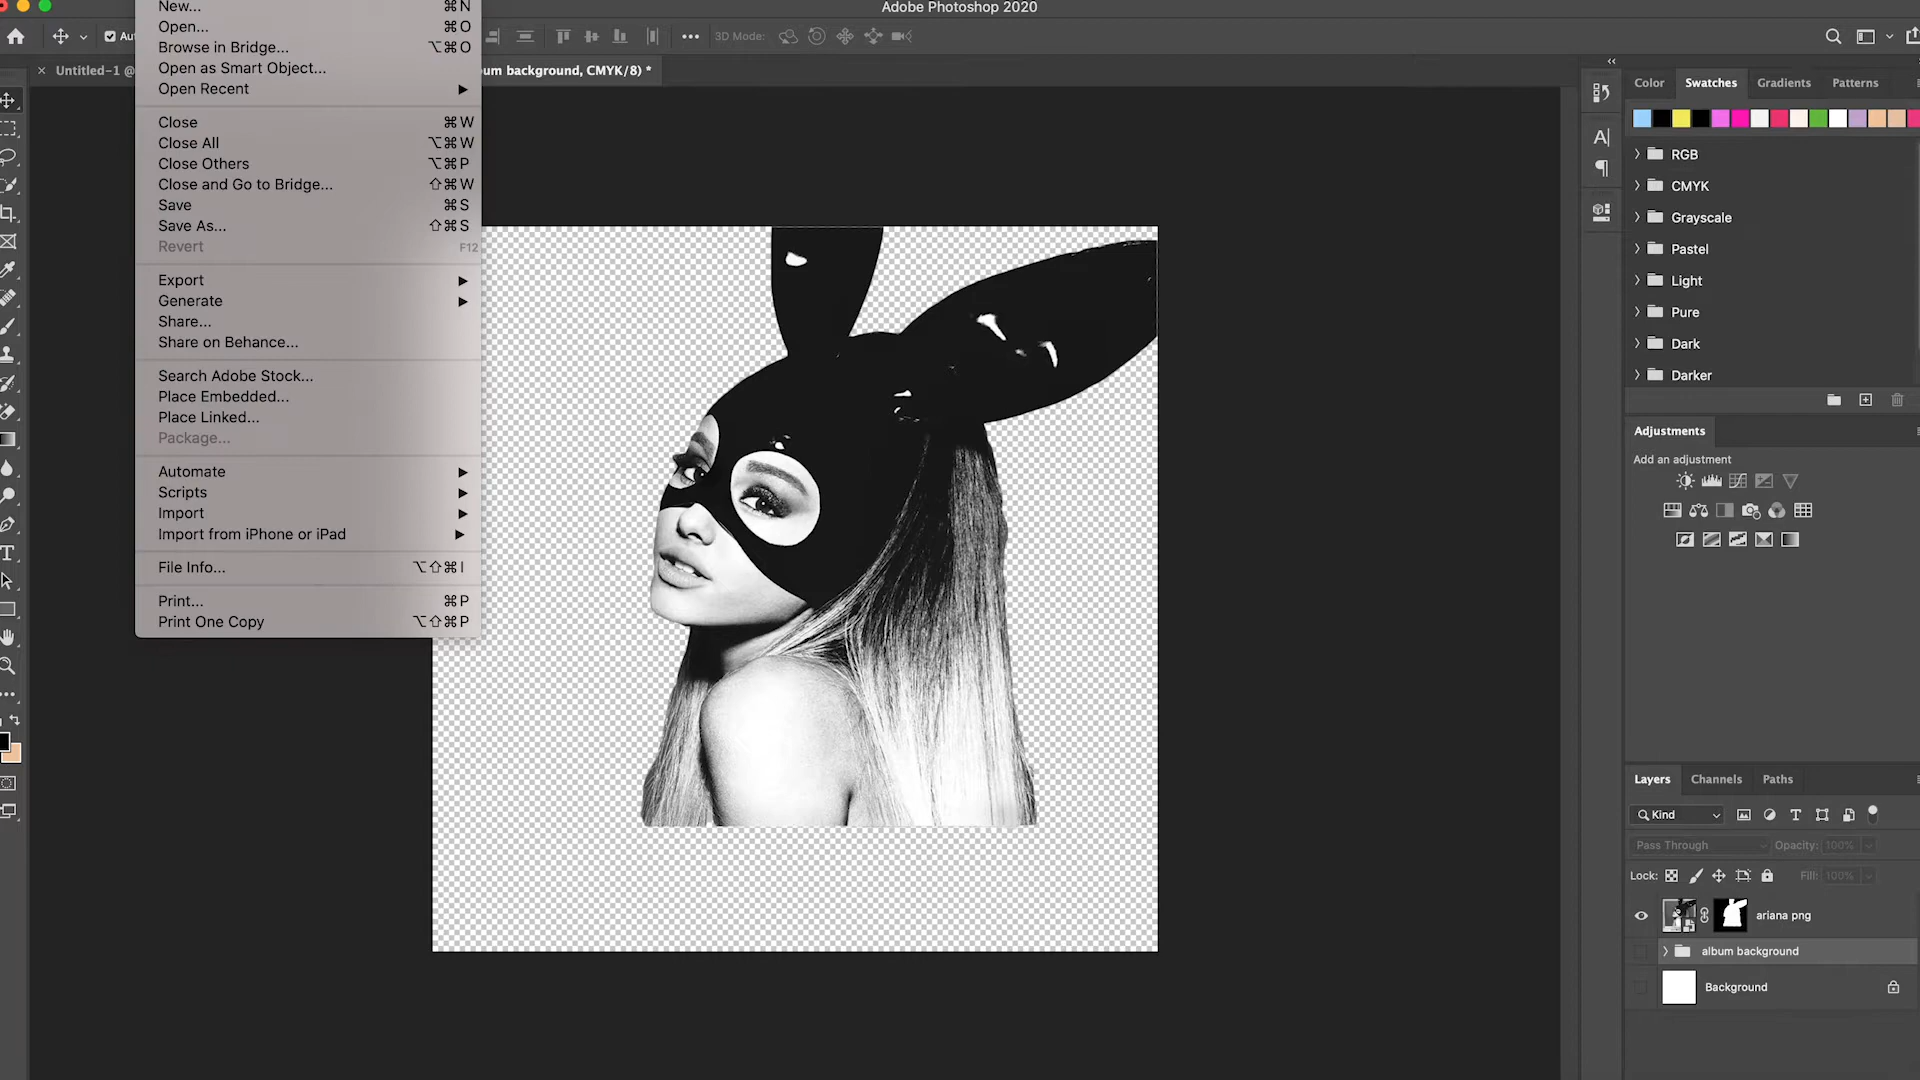 Adobe Photoshop 2020
New... ⌘N
Open... ⌘O
Browse in Bridge... ⌥⌘O
Open as Smart Object...
Open Recent
Close ⌘W
Close All ⌥⌘W
Close Others ⌥⌘P
Close and Go to Bridge... ⇧⌘W
Save ⌘S
Save As... ⇧⌘S
Revert F12
Export
Generate
Share...
Share on Behance...
Search Adobe Stock...
Place Embedded...
Place Linked...
Package...
Automate
Scripts
Import
Import from iPhone or iPad
File Info... ⌥⇧⌘I
Print... ⌘P
Print One Copy ⌥⇧⌘P
3D Mode:
Untitled-1 @
background, CMYK/8) *
Color Swatches Gradients Patterns
RGB
CMYK
Grayscale
Pastel
Light
Pure
Dark
Darker
Adjustments
Add an adjustment
Layers Channels Paths
Kind
Pass Through Opacity: 100%
Lock: Fill: 100%
ariana png
album background
Background